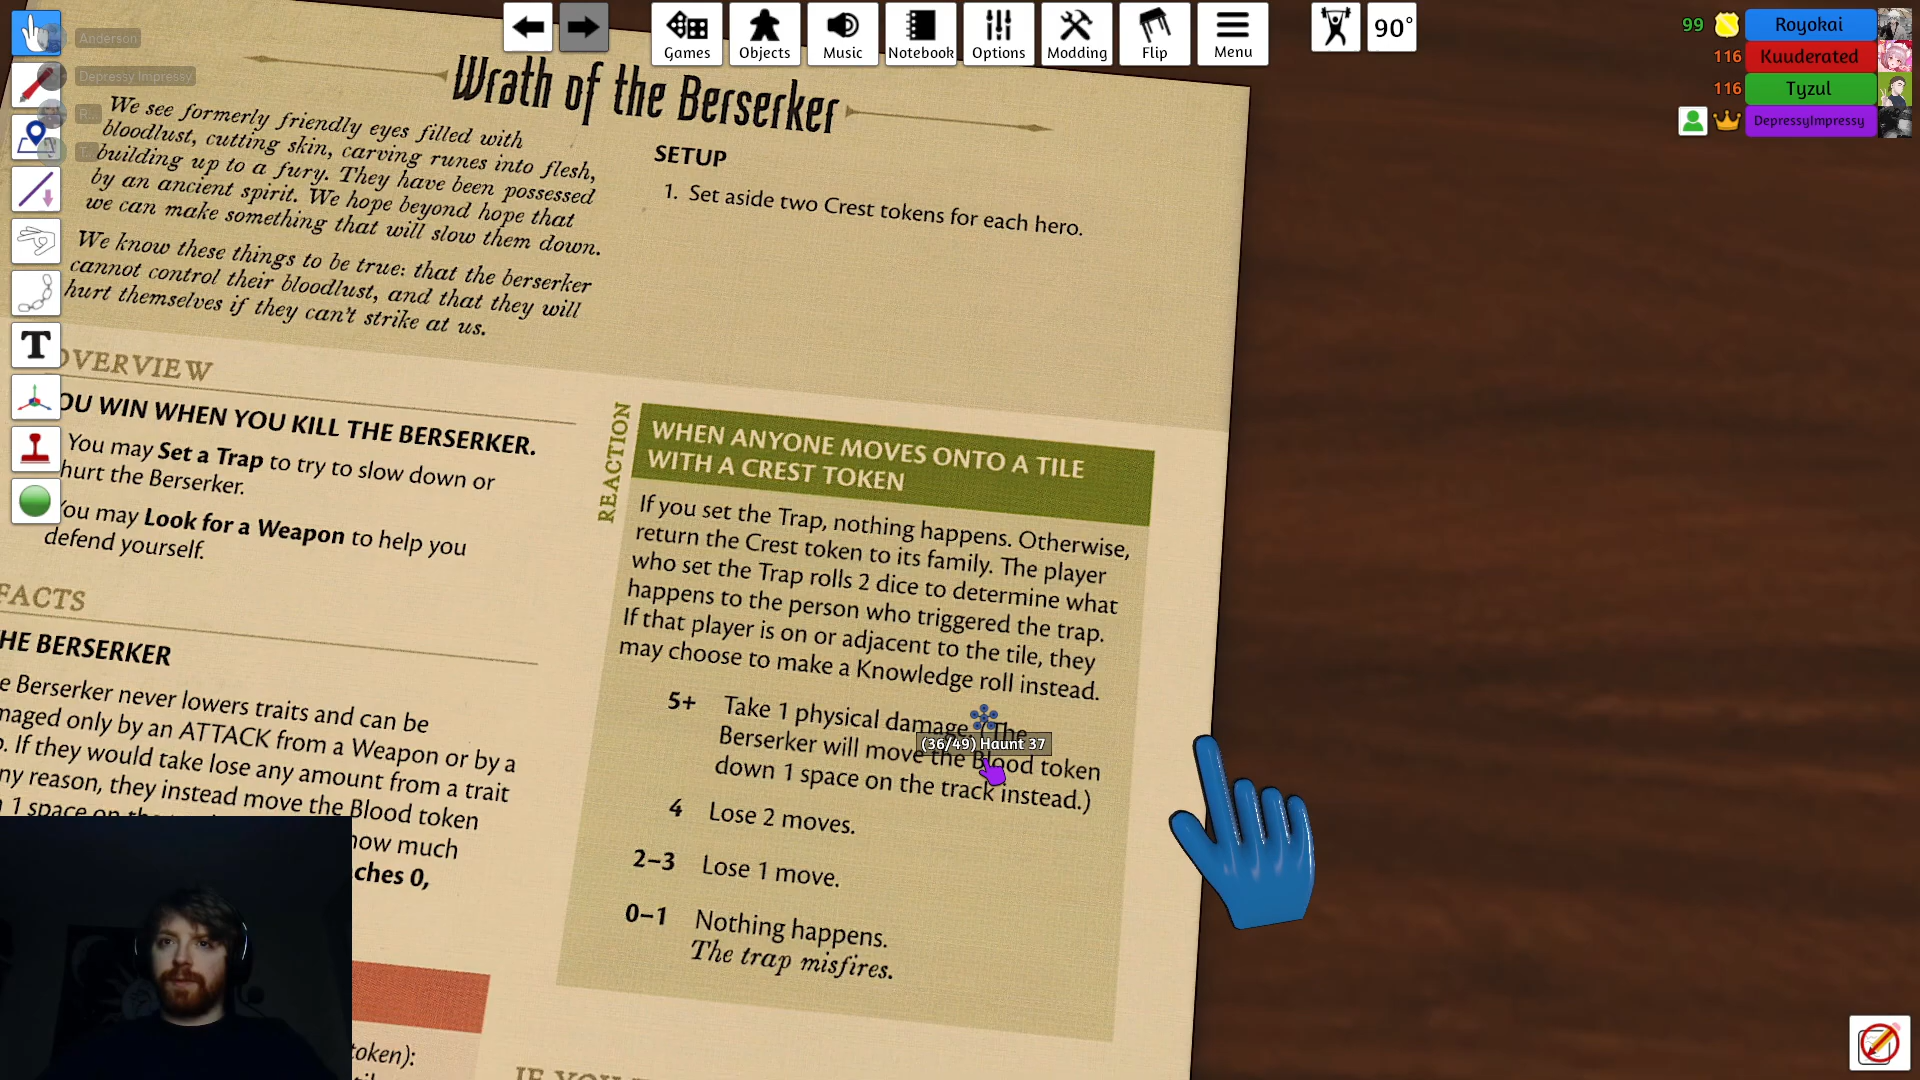 Anderson
Depressy Impressy
Games
Objects
Music
Notebook
Options
Modding
Flip
Menu
90°
99
Royokai
116
Kuuderated
116
Tyzul
DepressyImpressy
T
Wrath of the Berserker
We see formerly friendly eyes filled with
bloodlust, cutting skin, carving runes into flesh,
building up to a fury. They have been possessed
by an ancient spirit. We hope beyond hope that
we can make something that will slow them down.
We know these things to be true: that the berserker
cannot control their bloodlust, and that they will
hurt themselves if they can't strike at us.
SETUP
1. Set aside two Crest tokens for each hero.
OVERVIEW
OU WIN WHEN YOU KILL THE BERSERKER.
You may Set a Trap to try to slow down or
hurt the Berserker.
You may Look for a Weapon to help you
defend yourself.
FACTS
HE BERSERKER
e Berserker never lowers traits and can be
maged only by an ATTACK from a Weapon or by a
p. If they would take lose any amount from a trait
ny reason, they instead move the Blood token
1 space on the track
how much
ches 0,
token):
REACTION
WHEN ANYONE MOVES ONTO A TILE
WITH A CREST TOKEN
If you set the Trap, nothing happens. Otherwise,
return the Crest token to its family. The player
who set the Trap rolls 2 dice to determine what
happens to the person who triggered the trap.
If that player is on or adjacent to the tile, they
may choose to make a Knowledge roll instead.
5+ Take 1 physical damage. (The
Berserker will move the Blood token
down 1 space on the track instead.)
4 Lose 2 moves.
2–3 Lose 1 move.
0–1 Nothing happens.
The trap misfires.
(36/49) Haunt 37
IF YOU